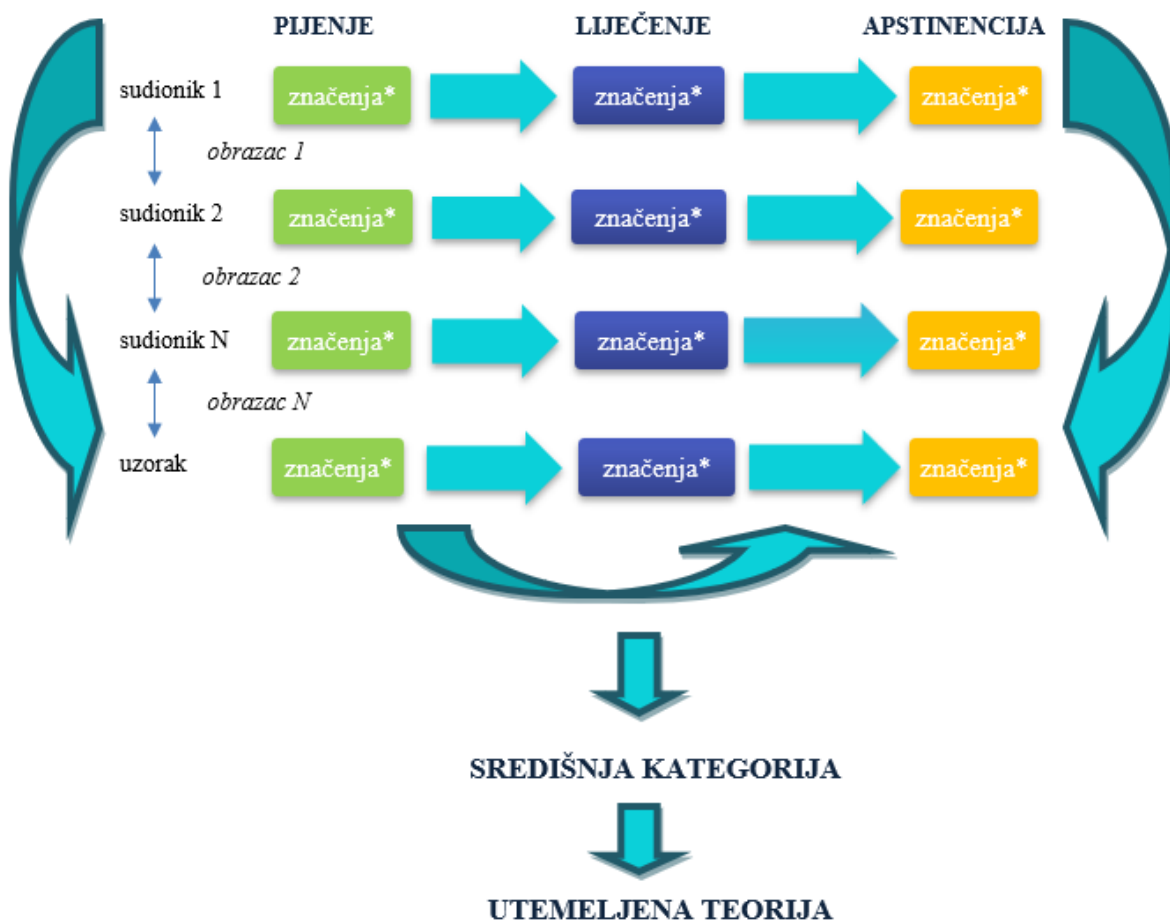 PIJENJE LIJEČENJE APSTINENCIJA
sudionik 1 značenja* značenja* značenja*
obrazac 1
sudionik 2 značenja* značenja* značenja*
obrazac 2
sudionik N značenja* značenja* značenja*
obrazac N
uzorak značenja* značenja* značenja*
SREDIŠNJA KATEGORIJA
UTEMELJENA TEORIJA